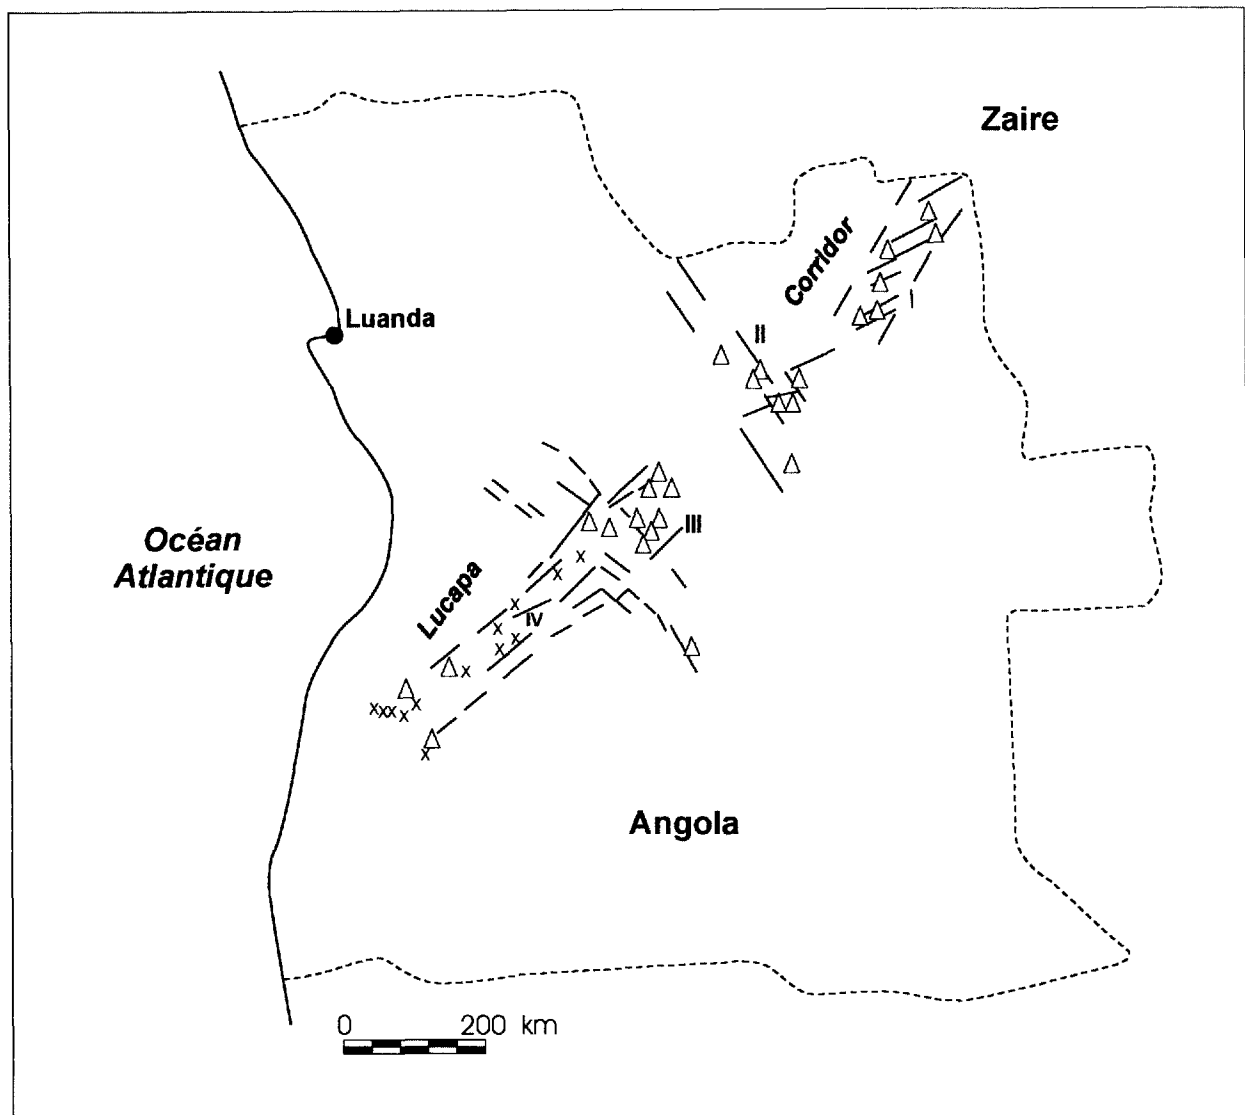 Zaire
Corridor
Luanda
II
III
Océan
Atlantique
Lucapa
IV
Angola
0 200 km